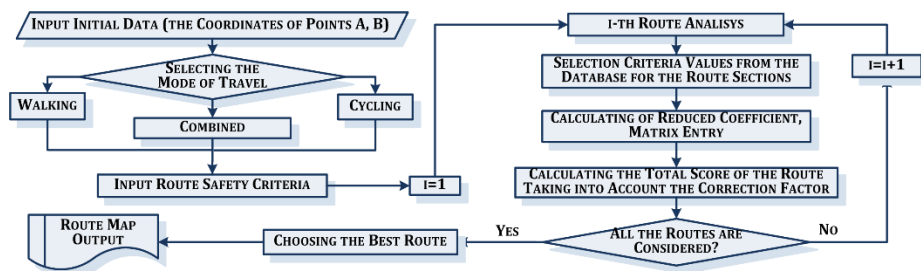 Input Initial Data (the Coordinates of Points A, B)
Selecting the
Mode of Travel
Walking
Cycling
Combined
Input Route Safety Criteria
i=1
i-th Route Analisys
Selection Criteria Values from the
Database for the Route Sections
i=i+1
Calculating of Reduced Coefficient,
Matrix Entry
Calculating the Total Score of the Route
Taking into Account the Correction Factor
All the Routes are
Considered?
Yes
No
Choosing the Best Route
Route Map
Output